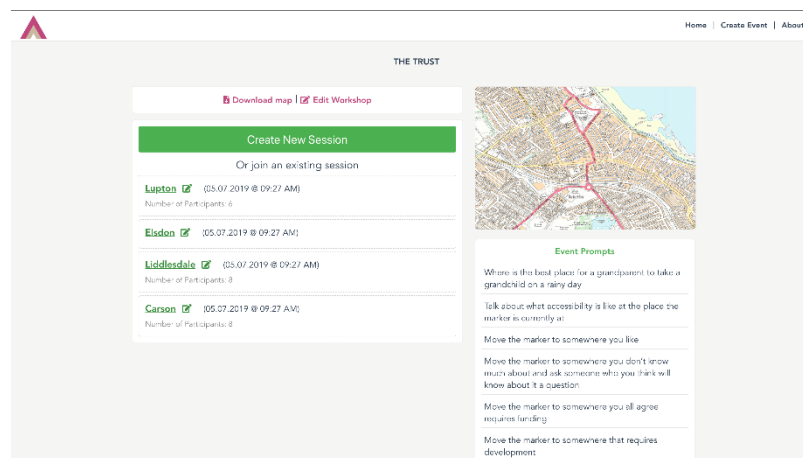 Home | Create Event | About
THE TRUST
Download map | Edit Workshop
Create New Session
Or join an existing session
Lupton (05.07.2019 @ 09:27 AM)
Number of Participants: 6
Elsdon (05.07.2019 @ 09:27 AM)
Liddlesdale (05.07.2019 @ 09:27 AM)
Number of Participants: 8
Carson (05.07.2019 @ 09:27 AM)
Number of Participants: 8
Event Prompts
Where is the best place for a grandparent to take a
grandchild on a rainy day
Talk about what accessibility is like at the place the
marker is currently at
Move the marker to somewhere you like
Move the marker to somewhere you don't know
much about and ask someone who you think will
know about it a question
Move the marker to somewhere you all agree
requires funding
Move the marker to somewhere that requires
development